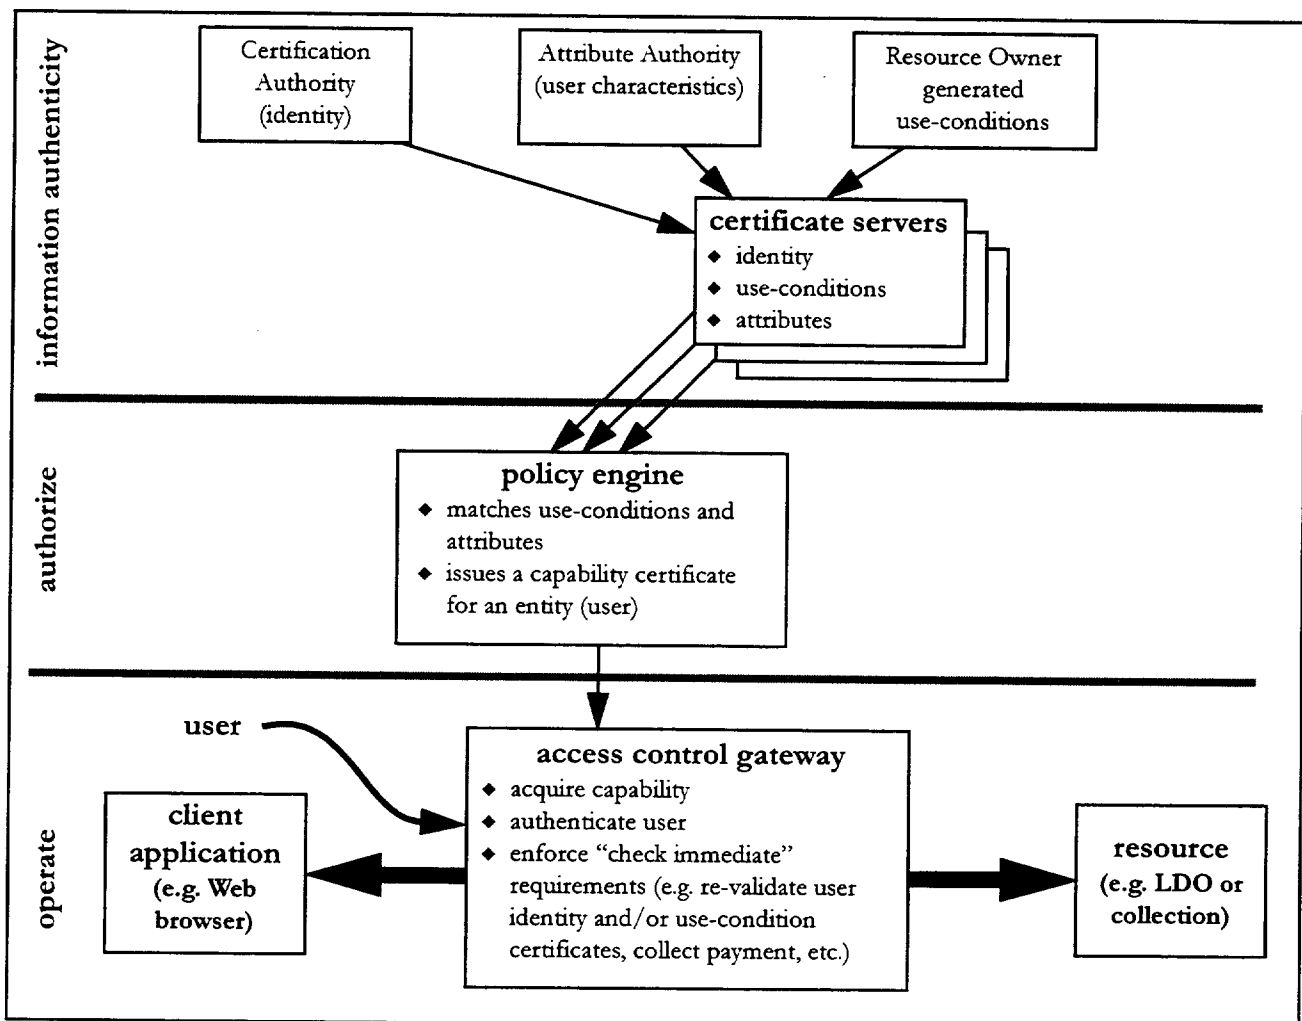 information authenticity
Certification
Authority
(identity)
Attribute Authority
(user characteristics)
Resource Owner
generated
use-conditions
certificate servers
◆ identity
◆ use-conditions
◆ attributes
authorize
policy engine
◆ matches use-conditions and
attributes
◆ issues a capability certificate
for an entity (user)
operate
user
client
application
(e.g. Web
browser)
access control gateway
◆ acquire capability
◆ authenticate user
◆ enforce “check immediate”
requirements (e.g. re-validate user
identity and/or use-condition
certificates, collect payment, etc.)
resource
(e.g. LDO or
collection)